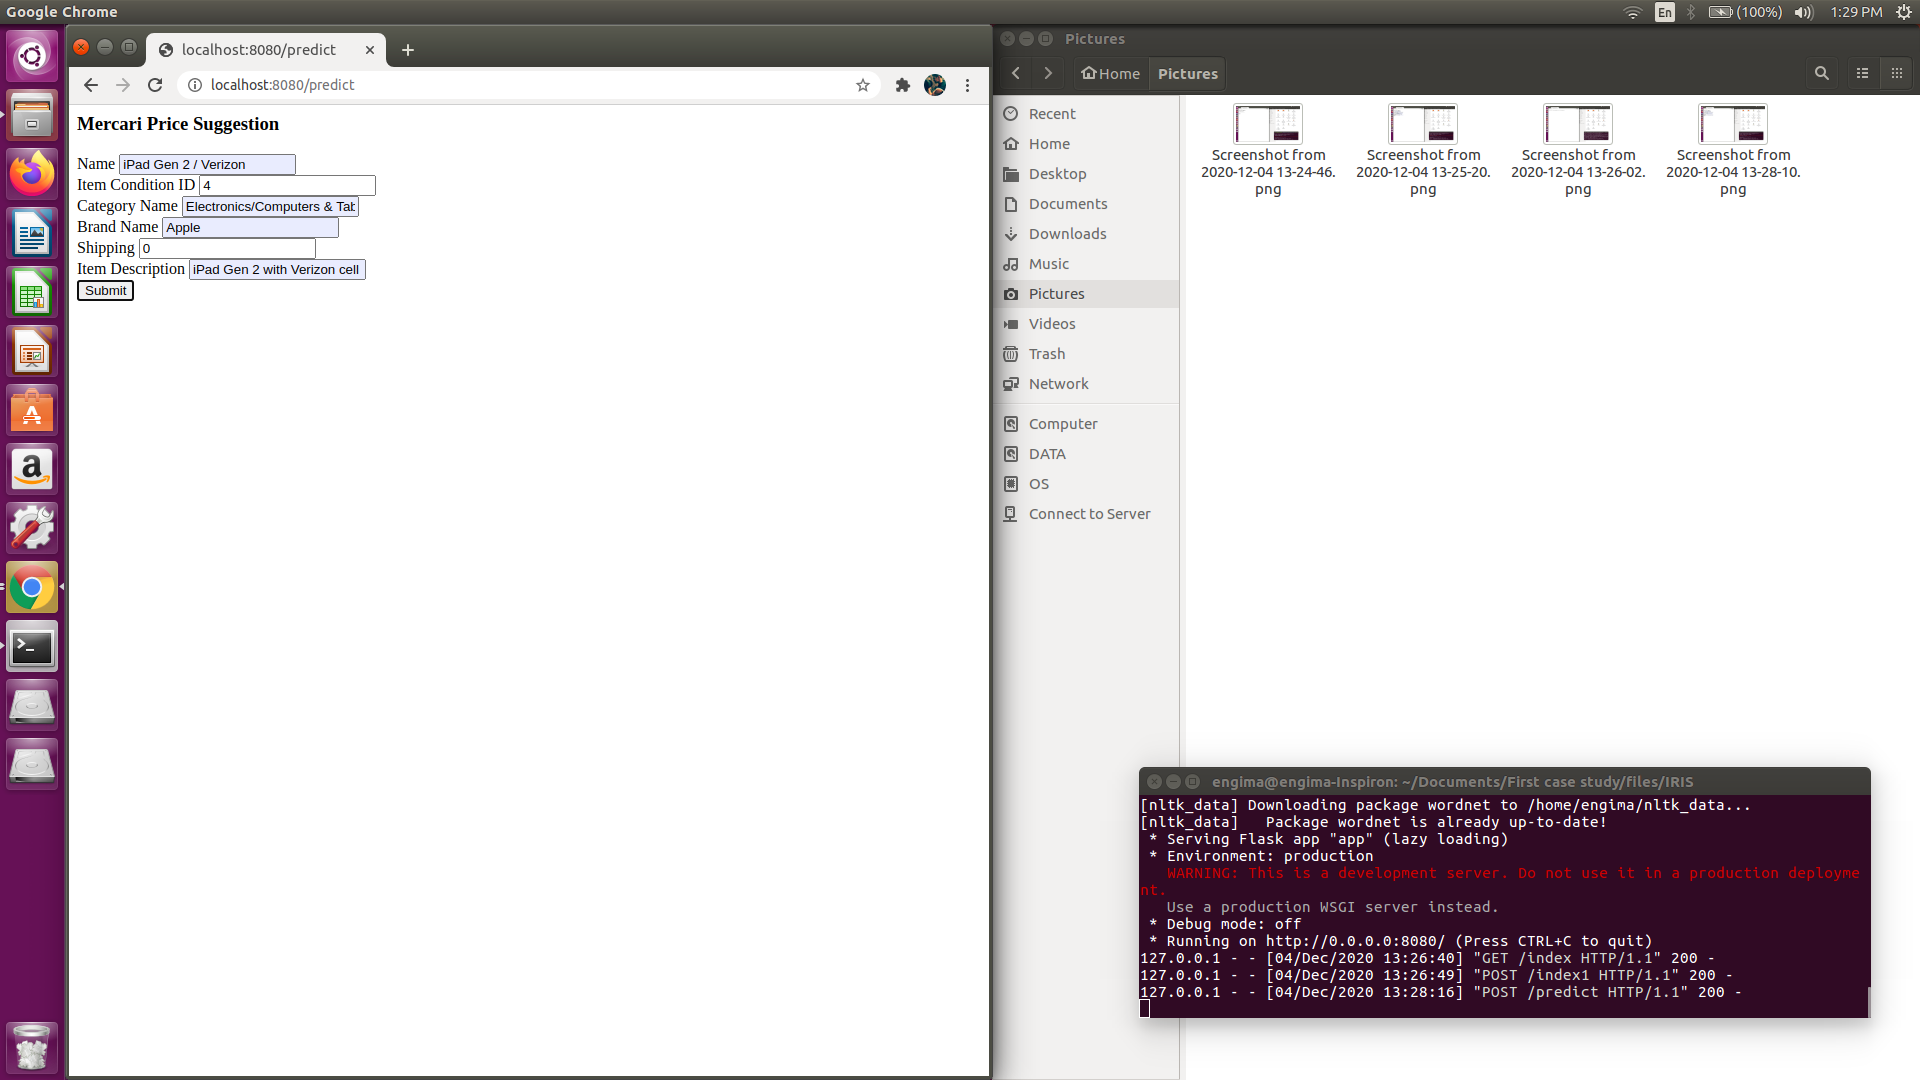 Google Chrome
En
(100%)
1:29 PM
localhost:8080/predict
localhost:8080/predict
Mercari Price Suggestion
Name iPad Gen 2 / Verizon
Item Condition ID 4
Category Name Electronics/Computers & Tab
Brand Name Apple
Shipping 0
Item Description iPad Gen 2 with Verizon cell
Submit
Pictures
Home
Pictures
Recent
Home
Desktop
Documents
Downloads
Music
Pictures
Videos
Trash
Network
Computer
DATA
OS
Connect to Server
Screenshot from
2020-12-04 13-24-46.
png
Screenshot from
2020-12-04 13-25-20.
png
Screenshot from
2020-12-04 13-26-02.
png
Screenshot from
2020-12-04 13-28-10.
png
engima@engima-Inspiron: ~/Documents/First case study/files/IRIS
[nltk_data] Downloading package wordnet to /home/engima/nltk_data...
[nltk_data]   Package wordnet is already up-to-date!
* Serving Flask app "app" (lazy loading)
* Environment: production
WARNING: This is a development server. Do not use it in a production deployme
nt.
Use a production WSGI server instead.
* Debug mode: off
* Running on http://0.0.0.0:8080/ (Press CTRL+C to quit)
127.0.0.1 - - [04/Dec/2020 13:26:40] "GET /index HTTP/1.1" 200 -
127.0.0.1 - - [04/Dec/2020 13:26:49] "POST /index1 HTTP/1.1" 200 -
127.0.0.1 - - [04/Dec/2020 13:28:16] "POST /predict HTTP/1.1" 200 -